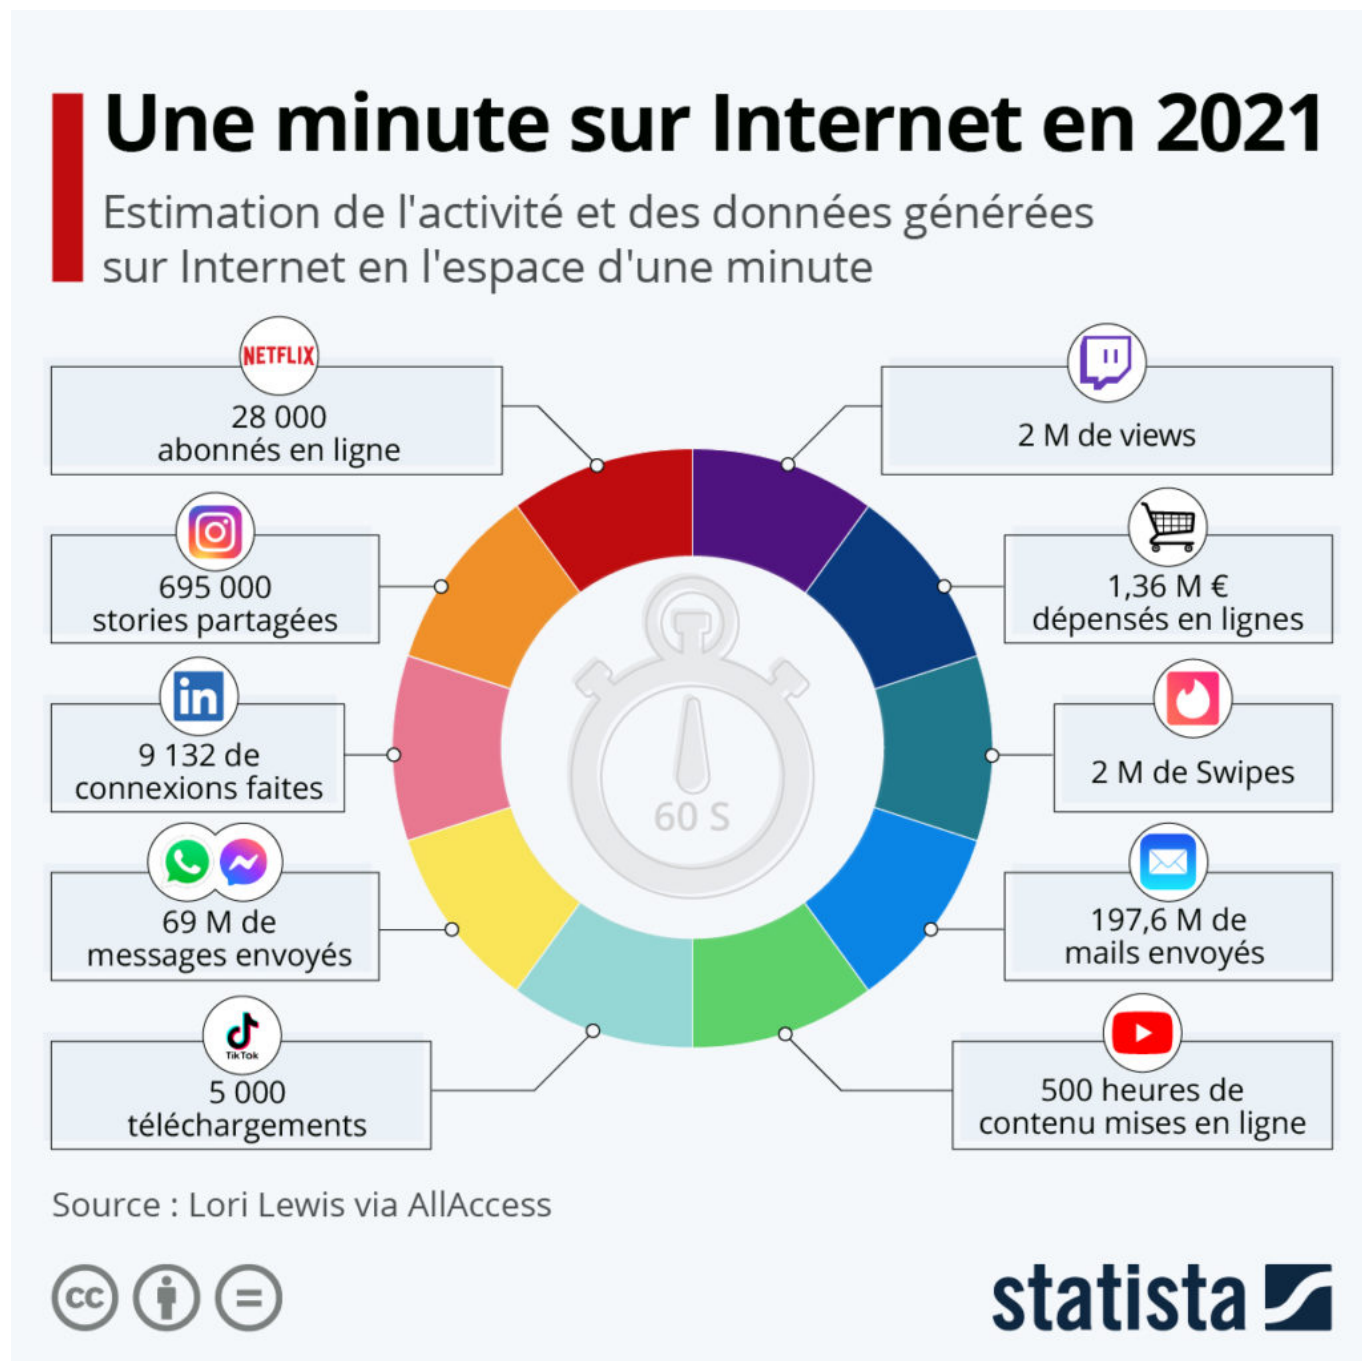 Une minute sur Internet en 2021
Estimation de l'activité et des données générées
sur Internet en l'espace d'une minute
NETFLIX
28 000
abonnés en ligne
2 M de views
695 000
stories partagées
1,36 M €
dépensés en lignes
in
9 132 de
connexions faites
2 M de Swipes
69 M de
messages envoyés
197,6 M de
mails envoyés
TikTok
5 000
téléchargements
500 heures de
contenu mises en ligne
60 S
Source : Lori Lewis via AllAccess
cc
statista